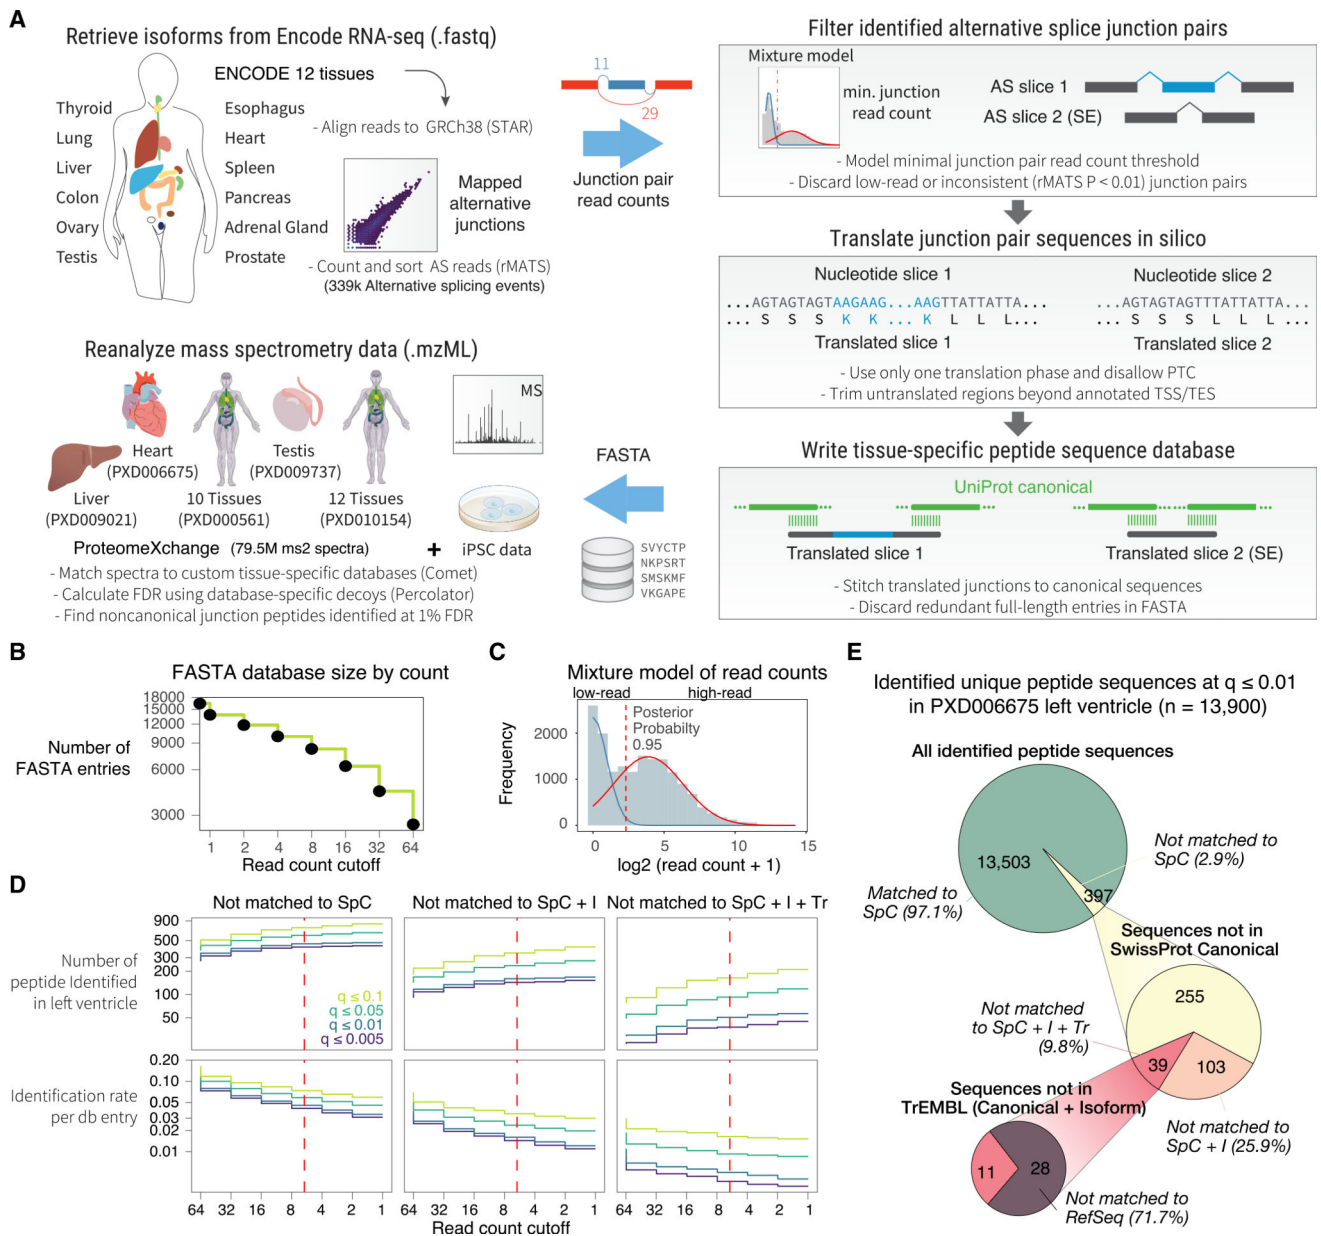 A
Retrieve isoforms from Encode RNA-seq (.fastq)
ENCODE 12 tissues
Thyroid
Lung
Liver
Colon
Ovary
Testis
Esophagus
Heart
Spleen
Pancreas
Adrenal Gland
Prostate
- Align reads to GRCh38 (STAR)
Mapped
alternative
junctions
- Count and sort AS reads (rMATS)
(339k Alternative splicing events)
11
29
Junction pair
read counts
Filter identified alternative splice junction pairs
Mixture model
min. junction
read count
AS slice 1
AS slice 2 (SE)
- Model minimal junction pair read count threshold
- Discard low-read or inconsistent (rMATS P < 0.01) junction pairs
Translate junction pair sequences in silico
Nucleotide slice 1
...AGTAGTAGTAAGAAG...AAGTTATTATTA...
... S S S K K ... K L L L...
Translated slice 1
Nucleotide slice 2
...AGTAGTAGTTTATTATTA...
... S S S L L L ...
Translated slice 2
- Use only one translation phase and disallow PTC
- Trim untranslated regions beyond annotated TSS/TES
Write tissue-specific peptide sequence database
UniProt canonical
Translated slice 1
Translated slice 2 (SE)
- Stitch translated junctions to canonical sequences
- Discard redundant full-length entries in FASTA
FASTA
SVYCTP
NKPSRT
SMSKMF
VKGAPE
Reanalyze mass spectrometry data (.mzML)
MS
Heart
(PXD006675)
Testis
(PXD009737)
Liver
(PXD009021)
10 Tissues
(PXD000561)
12 Tissues
(PXD010154)
ProteomeXchange (79.5M ms2 spectra)
+
iPSC data
- Match spectra to custom tissue-specific databases (Comet)
- Calculate FDR using database-specific decoys (Percolator)
- Find noncanonical junction peptides identified at 1% FDR
B
FASTA database size by count
Number of
FASTA entries
18000
15000
12000
9000
6000
3000
1 2 4 8 16 32 64
Read count cutoff
C
Mixture model of read counts
low-read
high-read
Posterior
Probabilty
0.95
Frequency
2000
1000
0
0 5 10 15
log2 (read count + 1)
D
Not matched to SpC
Not matched to SpC + I
Not matched to SpC + I + Tr
Number of
peptide Identified
in left ventricle
900
500
300
200
100
50
q ≤ 0.1
q ≤ 0.05
q ≤ 0.01
q ≤ 0.005
Identification rate
per db entry
0.20
0.10
0.05
0.03
0.02
0.01
64 32 16 8 4 2 1
64 32 16 8 4 2 1
64 32 16 8 4 2 1
Read count cutoff
E
Identified unique peptide sequences at q ≤ 0.01
in PXD006675 left ventricle (n = 13,900)
All identified peptide sequences
13,503
397
Not matched to
SpC (2.9%)
Matched to
SpC (97.1%)
Sequences not in
SwissProt Canonical
255
103
39
Not matched
to SpC + I + Tr
(9.8%)
Not matched to
SpC + I (25.9%)
Sequences not in
TrEMBL (Canonical + Isoform)
11
28
Not matched to
RefSeq (71.7%)